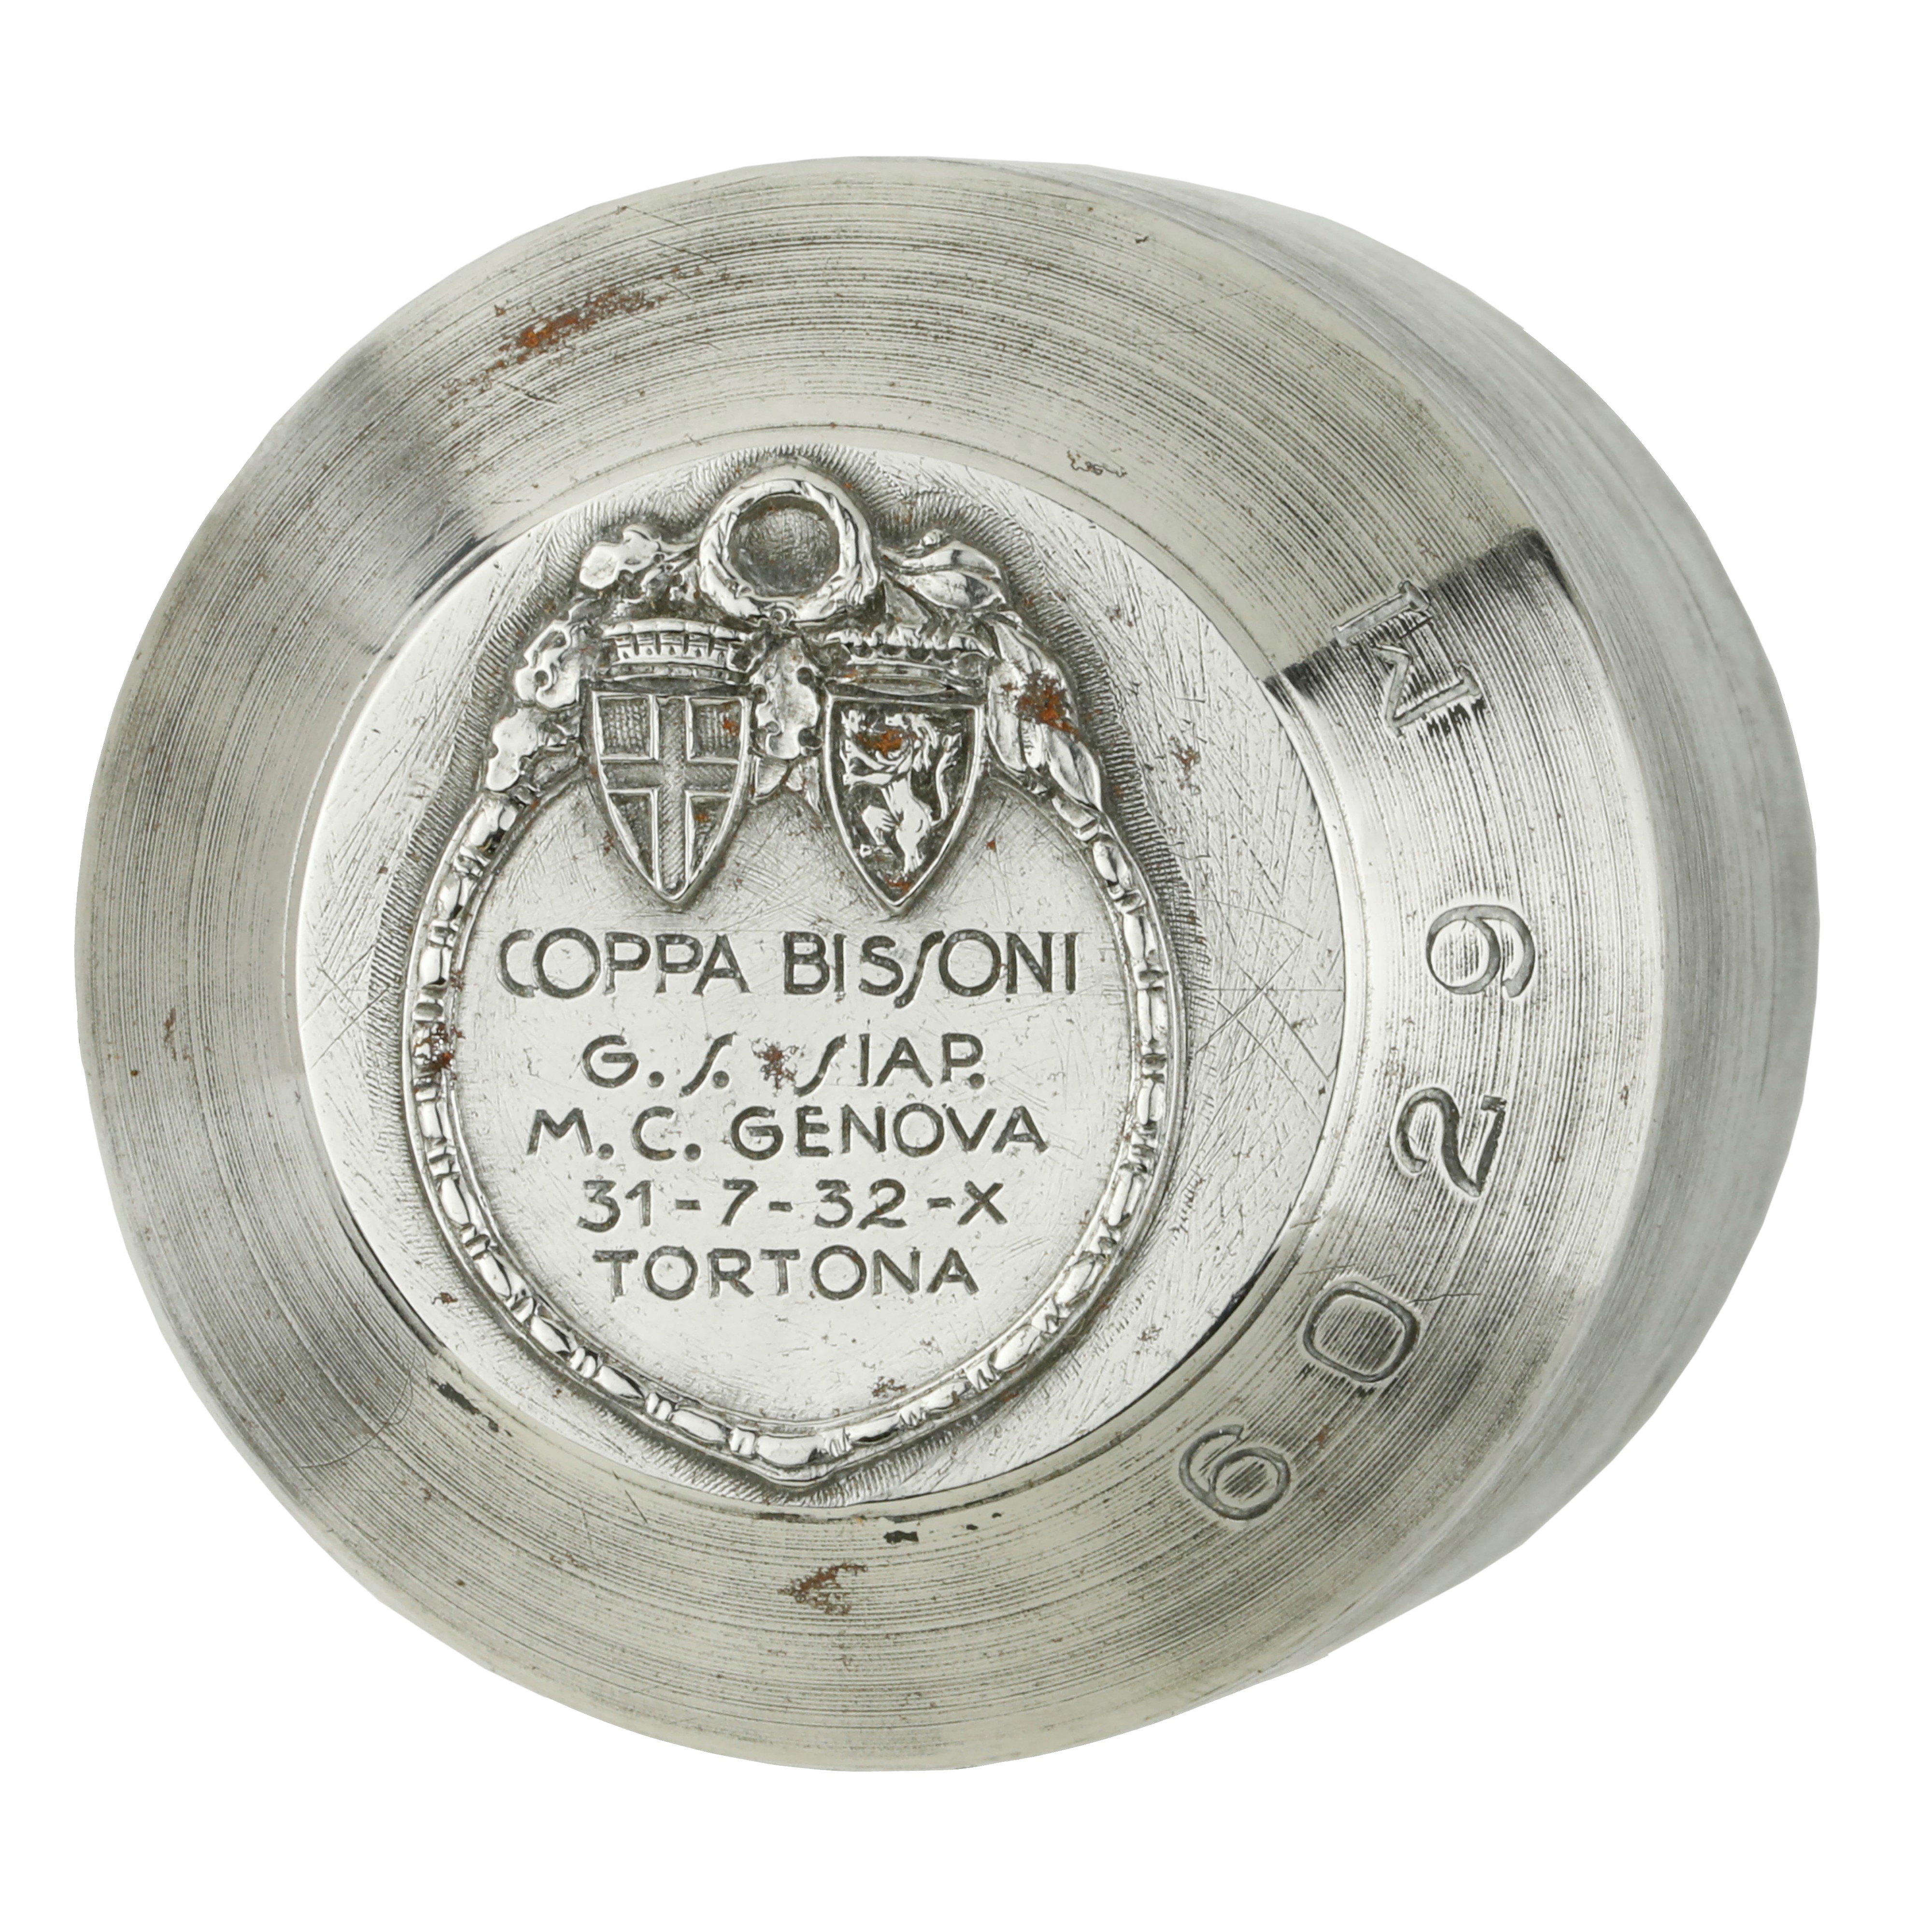 COPPA BISSONI
G. S. SIAP.
M. C. GENOVA
31-7-32-X
TORTONA
6029 M